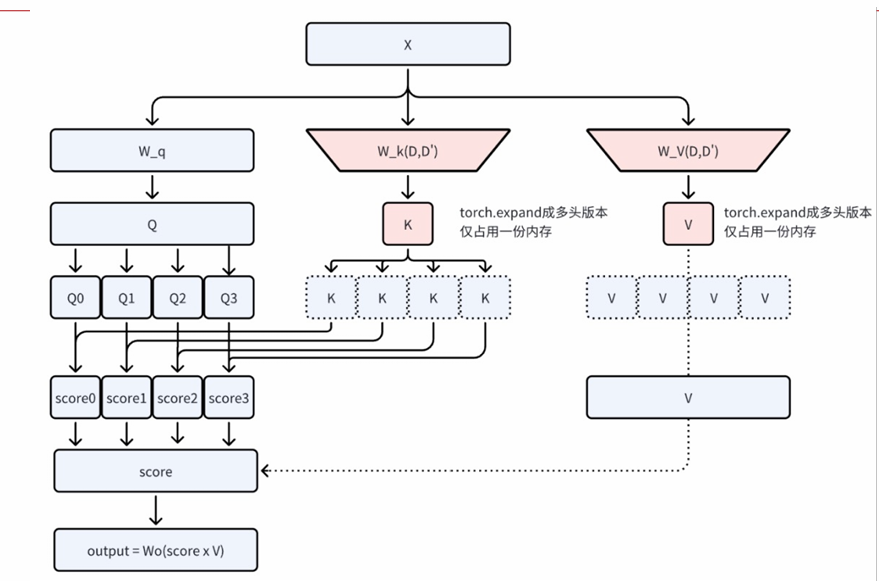 X
W_q
W_k(D,D')
W_V(D,D')
Q
K
torch.expand成多头版本
仅占用一份内存
V
torch.expand成多头版本
仅占用一份内存
Q0
Q1
Q2
Q3
K
K
K
K
V
V
V
V
score0
score1
score2
score3
V
score
output = Wo(score x V)